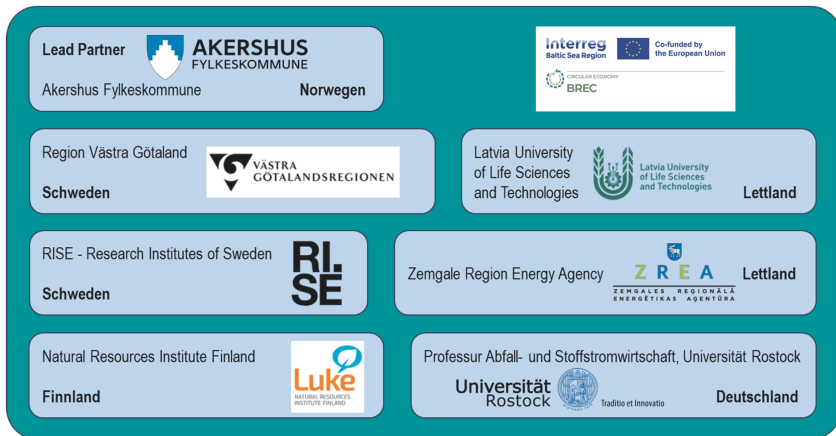 Lead Partner
AKERSHUS
FYLKESKOMMUNE
Akershus Fylkeskommune
Norwegen
Interreg
Baltic Sea Region
Co-funded by
the European Union
CIRCULAR ECONOMY
BREC
Region Västra Götaland
VÄSTRA
GÖTALANDSREGIONEN
Schweden
Latvia University
of Life Sciences
and Technologies
Latvia University
of Life Sciences
and Technologies
Lettland
RISE - Research Institutes of Sweden
RI.
SE
Schweden
Zemgale Region Energy Agency
Z R E A
ZEMGALES REĢIONĀLĀ
ENERĢĒTIKAS AĢENTŪRA
Lettland
Natural Resources Institute Finland
Luke
NATURAL RESOURCES
INSTITUTE FINLAND
Finnland
Professur Abfall- und Stoffstromwirtschaft, Universität Rostock
Universität
Rostock
Traditio et Innovatio
Deutschland